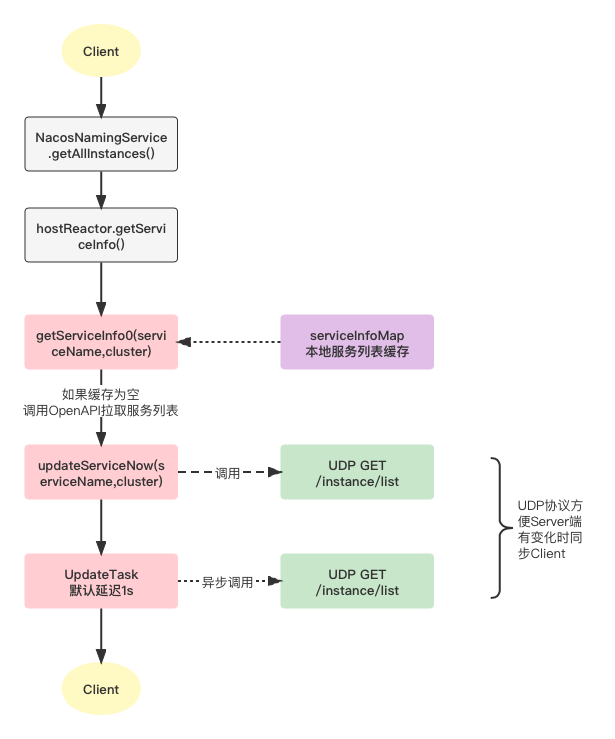 Client
NacosNamingService
.getAllInstances()
hostReactor.getServi
ceInfo()
getServiceInfo0(servi
ceName,cluster)
serviceInfoMap
本地服务列表缓存
如果缓存为空
调用OpenAPI拉取服务列表
updateServiceNow(s
erviceName,cluster)
调用
UDP GET
/instance/list
UDP协议方
便Server端
有变化时同
步Client
UpdateTask
默认延迟1s
异步调用
UDP GET
/instance/list
Client